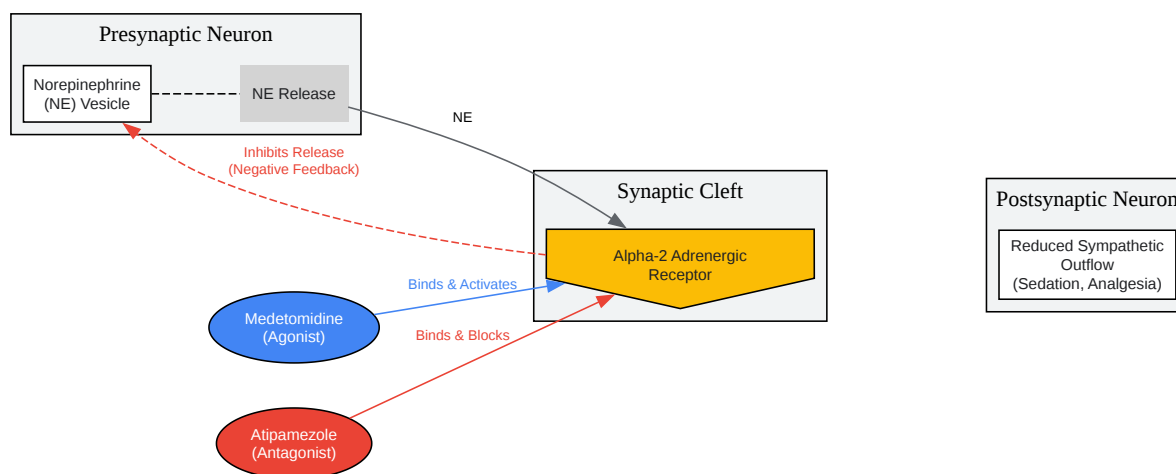 Presynaptic Neuron
Norepinephrine
(NE) Vesicle
NE Release
NE
Inhibits Release
(Negative Feedback)
Synaptic Cleft
Alpha-2 Adrenergic
Receptor
Postsynaptic Neuron
Reduced Sympathetic
Outflow
(Sedation, Analgesia)
Binds & Activates
Medetomidine
(Agonist)
Binds & Blocks
Atipamezole
(Antagonist)